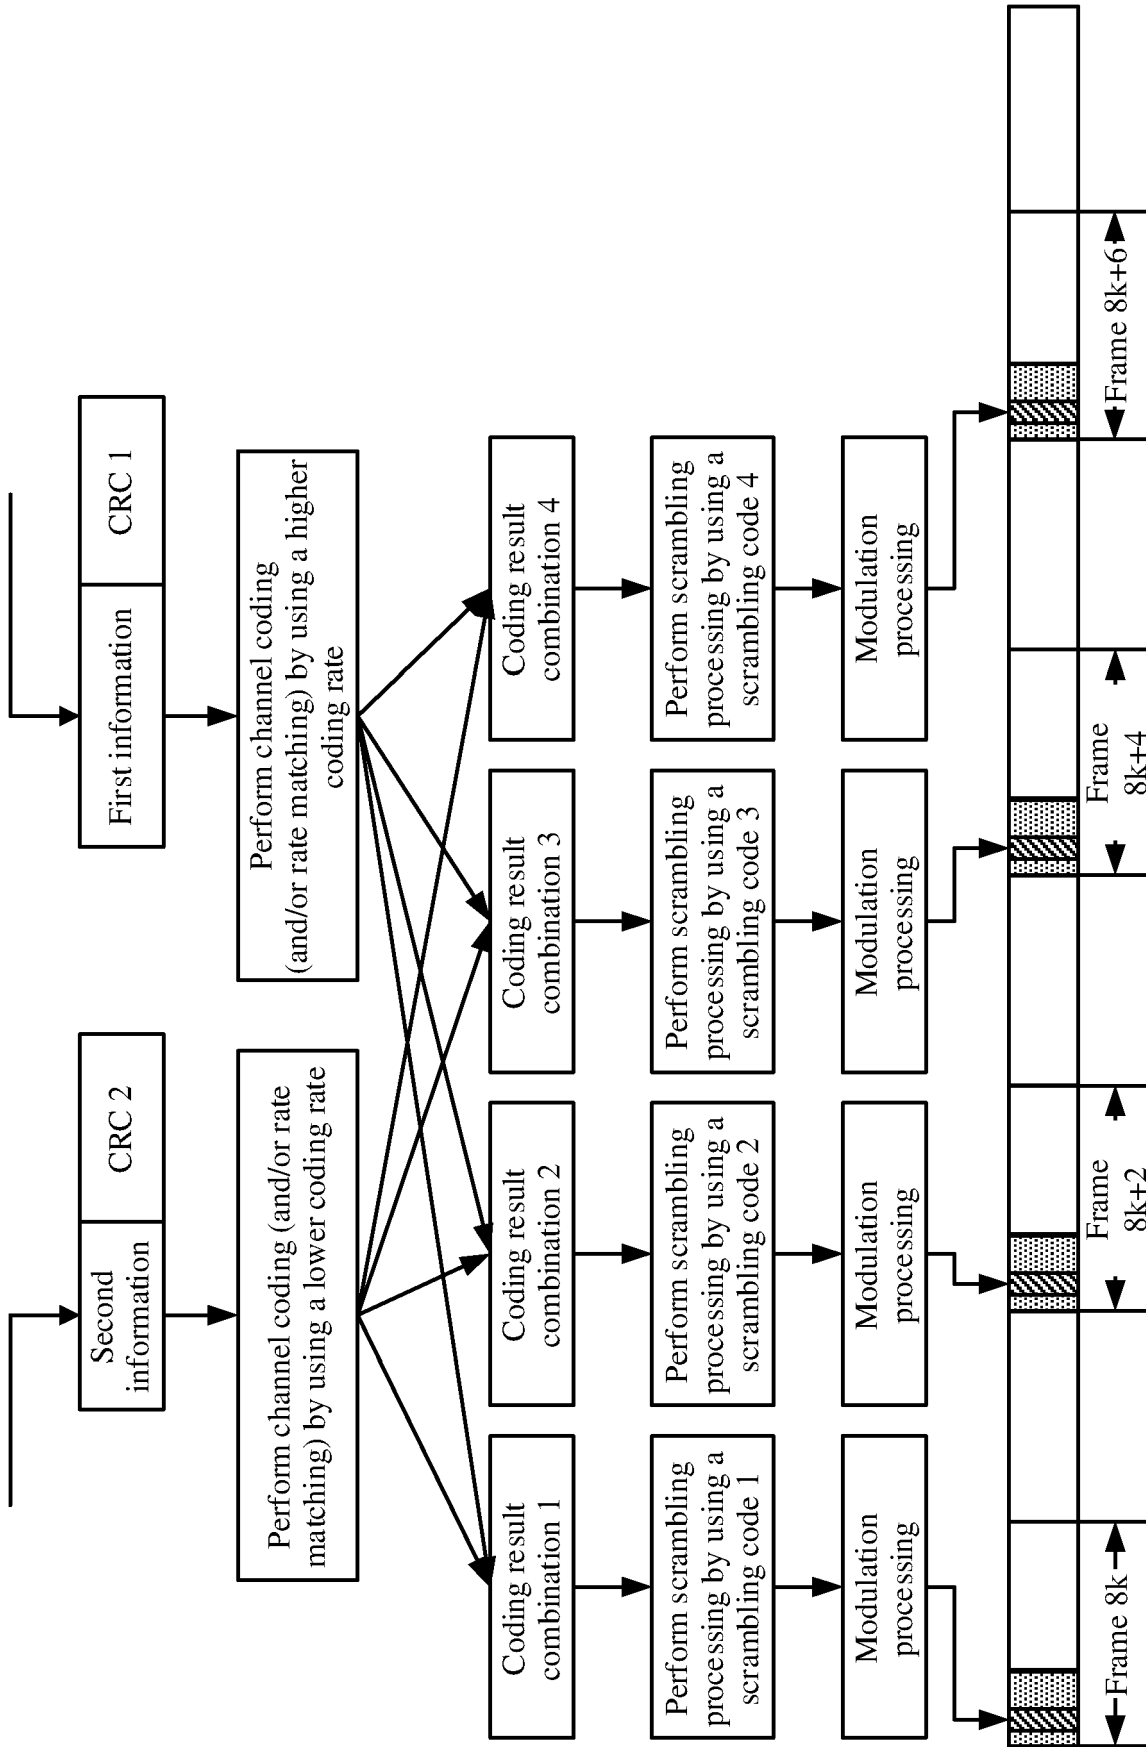 Second
information
CRC 2
First information
CRC 1
Perform channel coding (and/or rate
matching) by using a lower coding rate
Perform channel coding
(and/or rate matching) by using a higher
coding rate
Coding result
combination 1
Coding result
combination 2
Coding result
combination 3
Coding result
combination 4
Perform scrambling
processing by using a
scrambling code 1
Perform scrambling
processing by using a
scrambling code 2
Perform scrambling
processing by using a
scrambling code 3
Perform scrambling
processing by using a
scrambling code 4
Modulation
processing
Modulation
processing
Modulation
processing
Modulation
processing
Frame 8k
Frame
8k+2
Frame
8k+4
Frame 8k+6